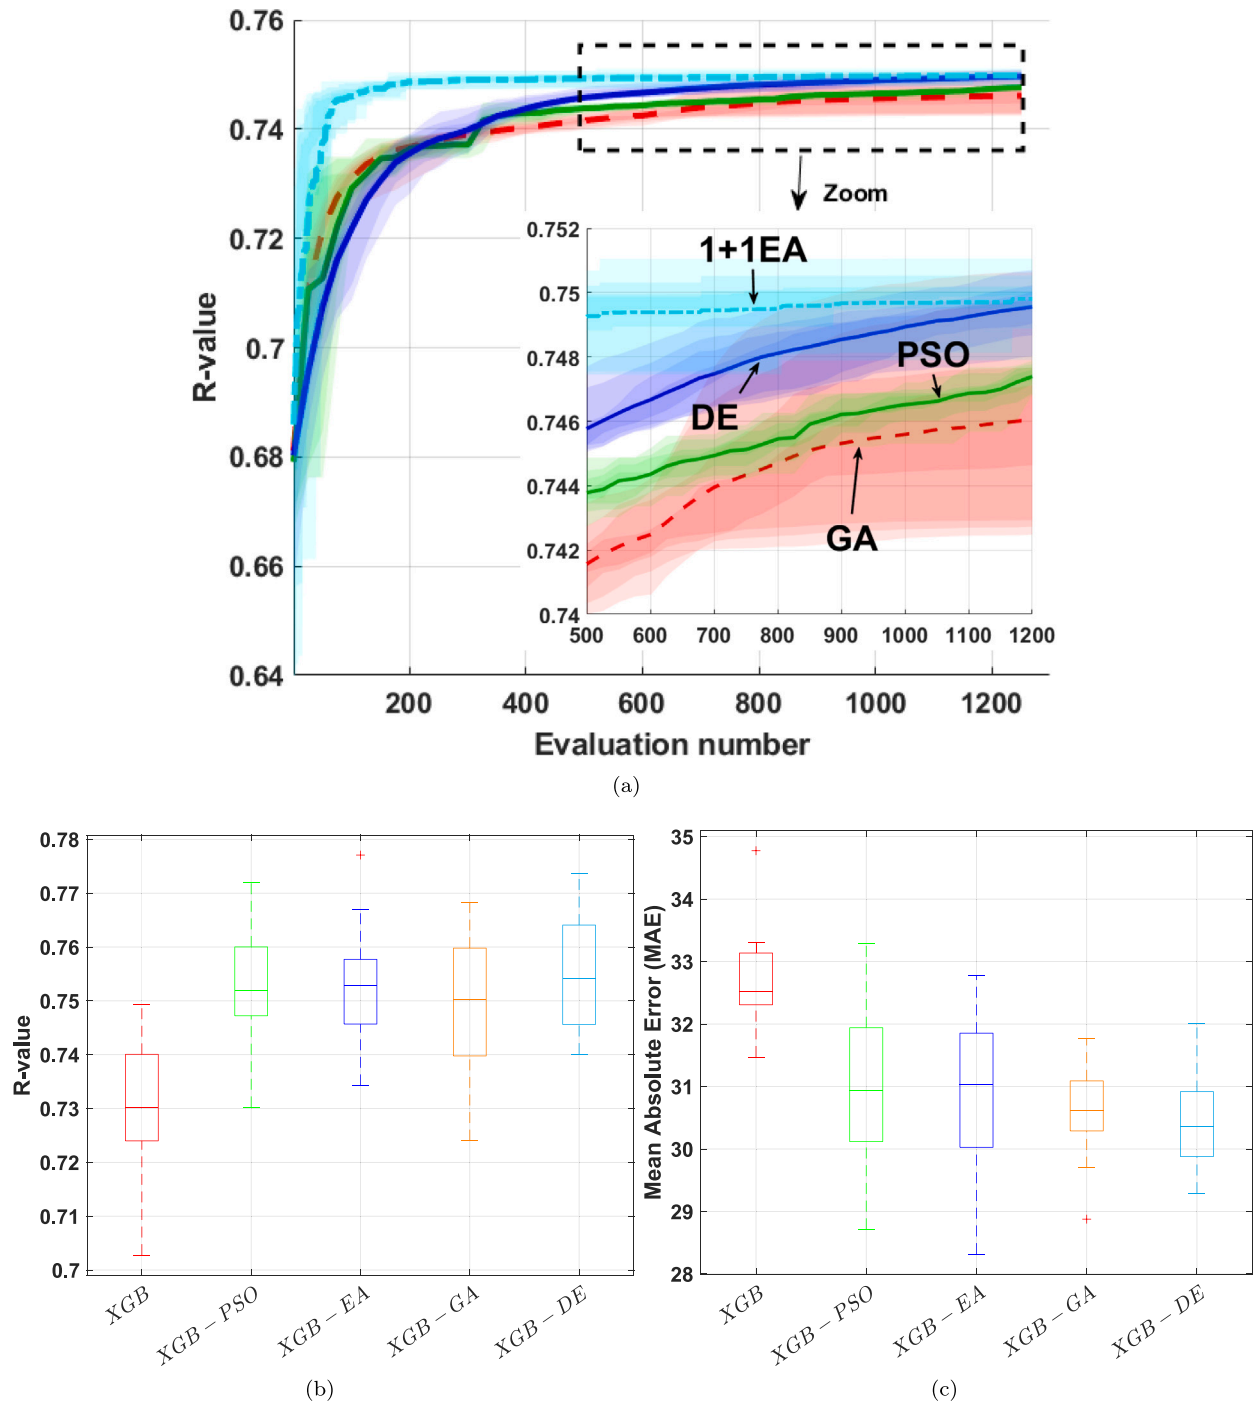 0.76
0.74
0.72
0.7
0.68
0.66
0.64
R-value
Zoom
0.752
0.75
0.748
0.746
0.744
0.742
0.74
1+1EA
PSO
DE
GA
500 600 700 800 900 1000 1100 1200
200 400 600 800 1000 1200
Evaluation number
(a)
0.78
0.77
0.76
0.75
0.74
0.73
0.72
0.71
0.7
R-value
XGB
XGB − PSO
XGB − EA
XGB − GA
XGB − DE
(b)
35
34
33
32
31
30
29
28
Mean Absolute Error (MAE)
XGB
XGB − PSO
XGB − EA
XGB − GA
XGB − DE
(c)